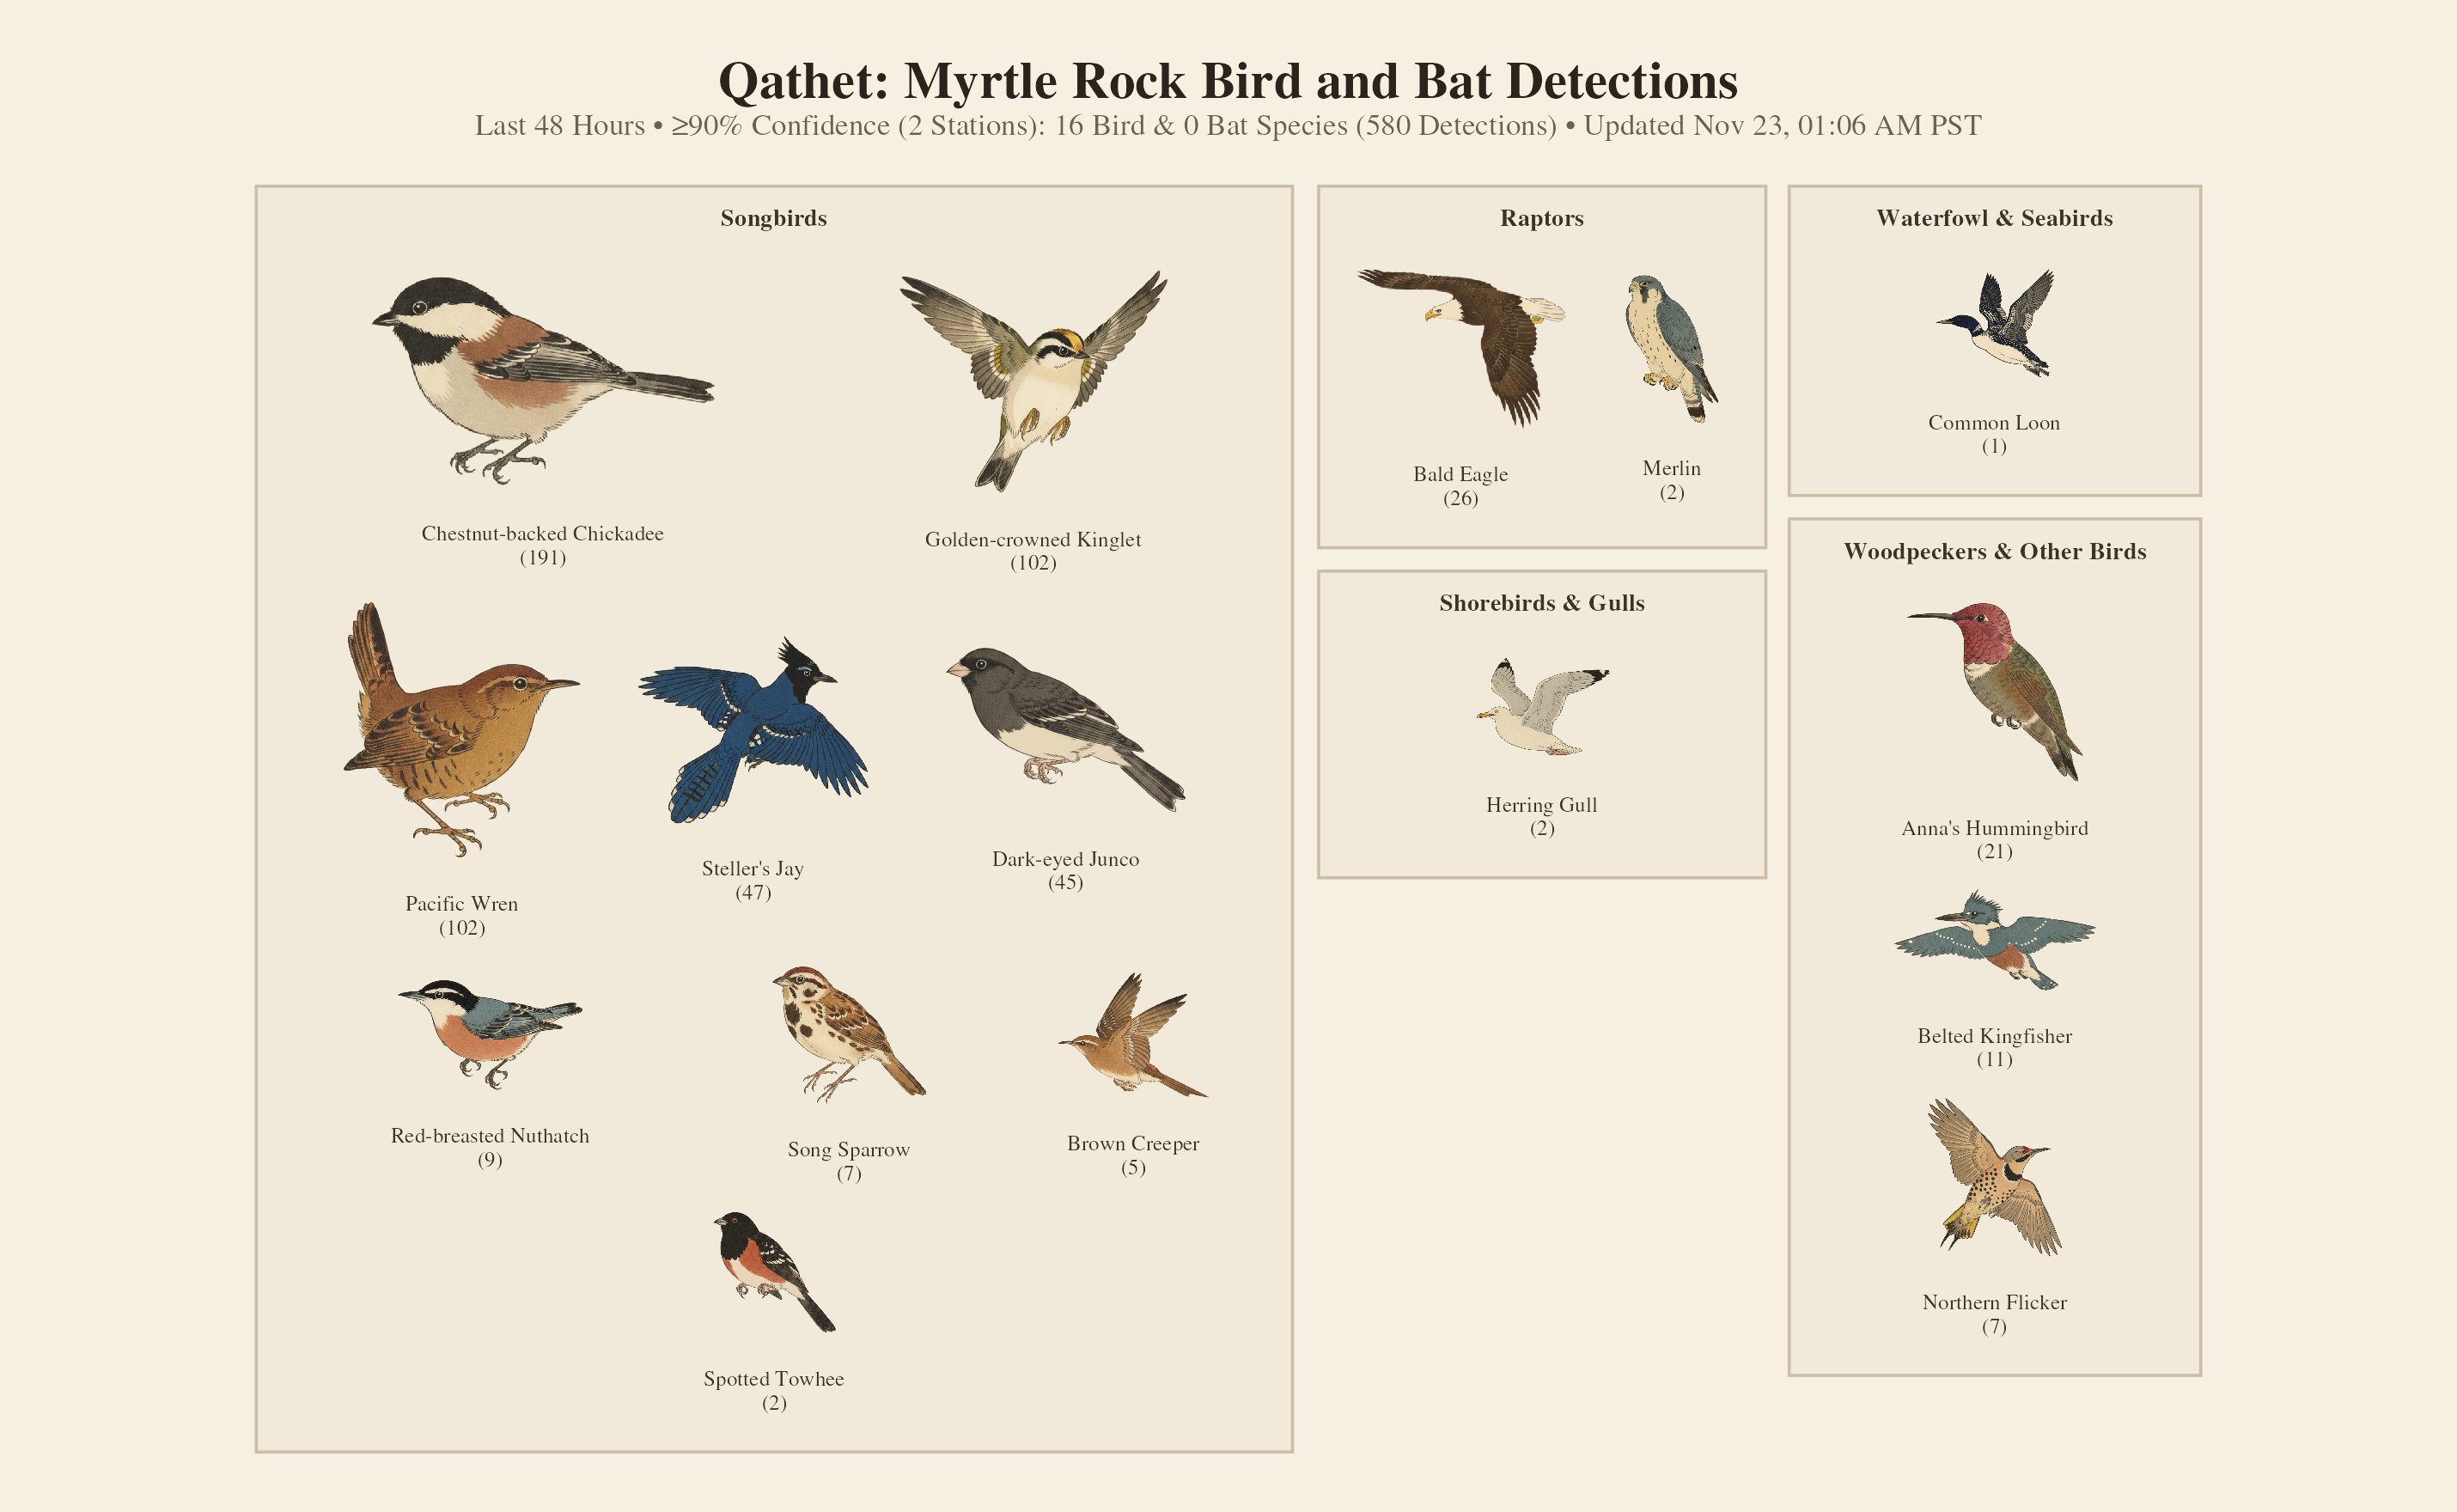 Qathet: Myrtle Rock Bird and Bat Detections
Last 48 Hours • ≥90% Confidence (2 Stations): 16 Bird & 0 Bat Species (580 Detections) • Updated Nov 23, 01:06 AM PST
Songbirds
Chestnut-backed Chickadee
(191)
Golden-crowned Kinglet
(102)
Pacific Wren
(102)
Steller's Jay
(47)
Dark-eyed Junco
(45)
Red-breasted Nuthatch
(9)
Song Sparrow
(7)
Brown Creeper
(5)
Spotted Towhee
(2)
Raptors
Bald Eagle
(26)
Merlin
(2)
Shorebirds & Gulls
Herring Gull
(2)
Waterfowl & Seabirds
Common Loon
(1)
Woodpeckers & Other Birds
Anna's Hummingbird
(21)
Belted Kingfisher
(11)
Northern Flicker
(7)